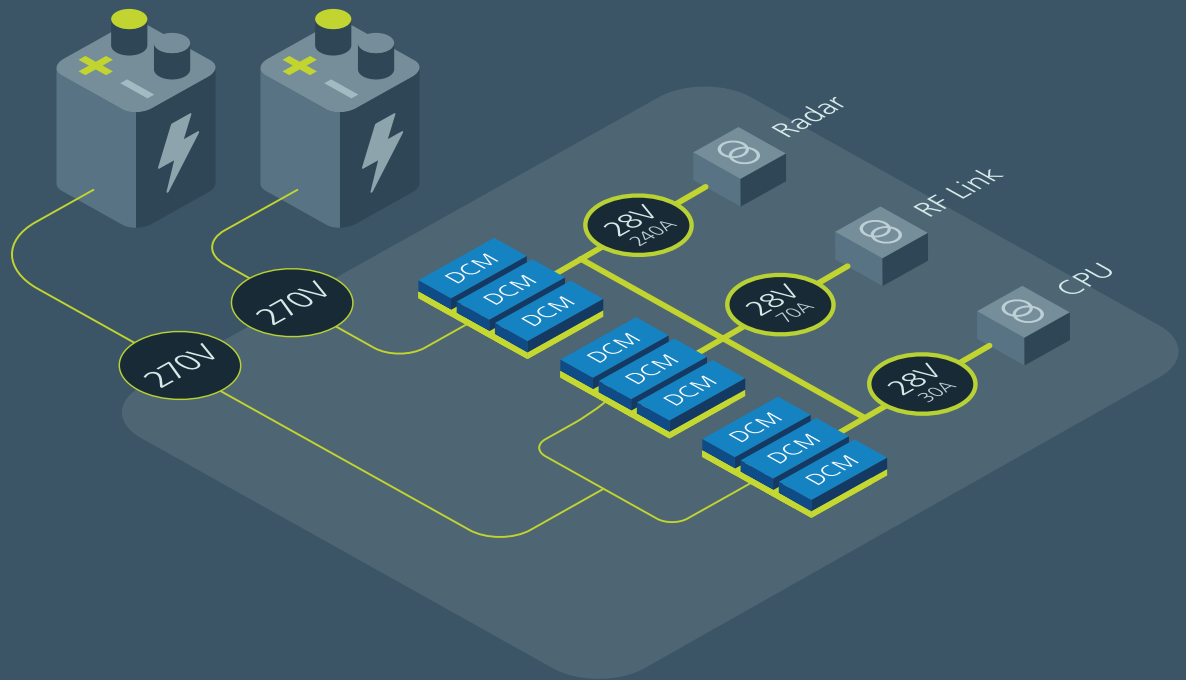 Radar
28V
240A
RF Link
28V
70A
CPU
28V
30A
270V
270V
DCM
DCM
DCM
DCM
DCM
DCM
DCM
DCM
DCM